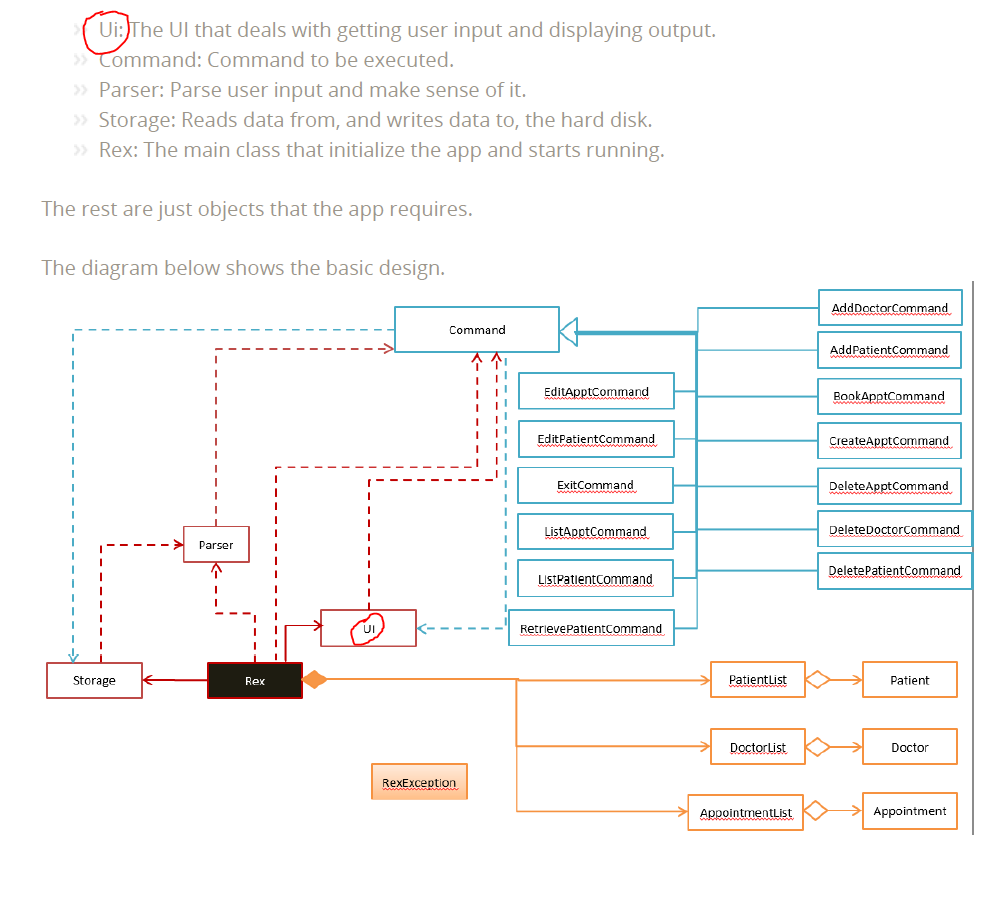 » Ui: The UI that deals with getting user input and displaying output.
» Command: Command to be executed.
» Parser: Parse user input and make sense of it.
» Storage: Reads data from, and writes data to, the hard disk.
» Rex: The main class that initialize the app and starts running.
The rest are just objects that the app requires.
The diagram below shows the basic design.
AddDoctorCommand
Command
AddPatientCommand
EditApptCommand
BookApptCommand
EditPatientCommand
CreateApptCommand
ExitCommand
DeleteApptCommand
ListApptCommand
DeleteDoctorCommand
Parser
ListPatientCommand
DeletePatientCommand
UI
RetrievePatientCommand
Storage
Rex
PatientList
Patient
DoctorList
Doctor
RexException
AppointmentList
Appointment